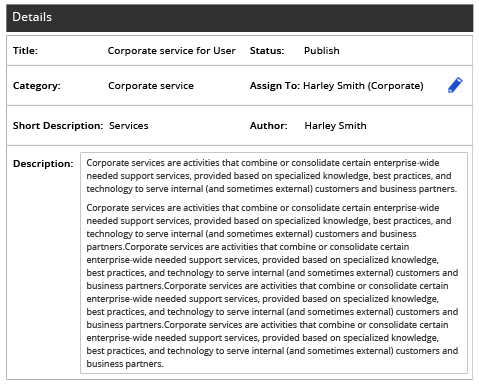 Details
Title: Corporate service for User Status: Publish
Category: Corporate service Assign To: Harley Smith (Corporate)
Short Description: Services Author: Harley Smith
Description: Corporate services are activities that combine or consolidate certain enterprise-wide
needed support services, provided based on specialized knowledge, best practices, and
technology to serve internal (and sometimes external) customers and business partners.
Corporate services are activities that combine or consolidate certain enterprise-wide
needed support services, provided based on specialized knowledge, best practices, and
technology to serve internal (and sometimes external) customers and business
partners.Corporate services are activities that combine or consolidate certain
enterprise-wide needed support services, provided based on specialized knowledge,
best practices, and technology to serve internal (and sometimes external) customers and
business partners.Corporate services are activities that combine or consolidate certain
enterprise-wide needed support services, provided based on specialized knowledge,
best practices, and technology to serve internal (and sometimes external) customers and
business partners.Corporate services are activities that combine or consolidate certain
enterprise-wide needed support services, provided based on specialized knowledge,
best practices, and technology to serve internal (and sometimes external) customers and
business partners.